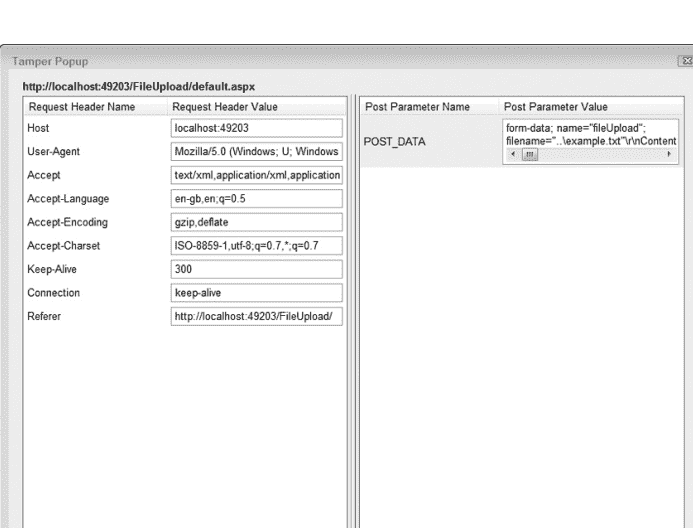 Tamper Popup
http://localhost:49203/FileUpload/default.aspx
Request Header Name Request Header Value
Host localhost:49203
User-Agent Mozilla/5.0 (Windows; U; Windows
Accept text/xml,application/xml,application
Accept-Language en-gb,en;q=0.5
Accept-Encoding gzip,deflate
Accept-Charset ISO-8859-1,utf-8;q=0.7,*;q=0.7
Keep-Alive 300
Connection keep-alive
Referer http://localhost:49203/FileUpload/
Post Parameter Name Post Parameter Value
POST_DATA
form-data; name="fileUpload";
filename="..\example.txt"\r\nContent